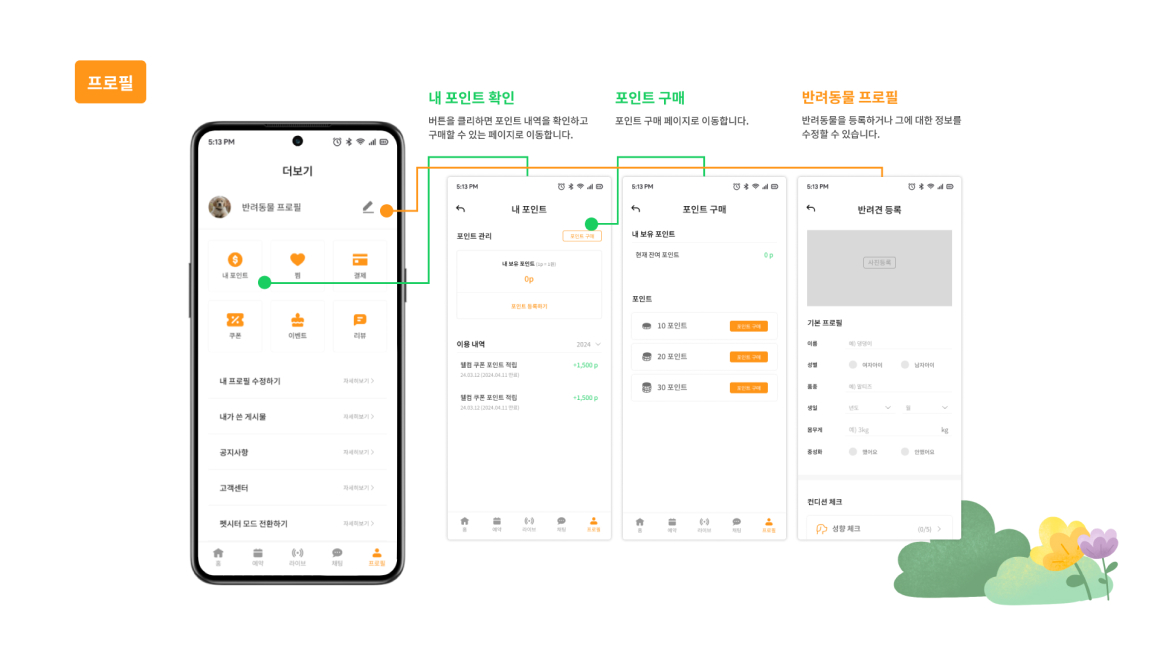 프로필
내 포인트 확인
버튼을 클리하면 포인트 내역을 확인하고
구매할 수 있는 페이지로 이동합니다.
포인트 구매
포인트 구매 페이지로 이동합니다.
반려동물 프로필
반려동물을 등록하거나 그에 대한 정보를
수정할 수 있습니다.
5:13 PM
더보기
반려동물 프로필
내 포인트
찜
결제
쿠폰
이벤트
리뷰
내 프로필 수정하기
자세히보기 >
내가 쓴 게시물
자세히보기 >
공지사항
자세히보기 >
고객센터
자세히보기 >
펫시터 모드 전환하기
자세히보기 >
홈
예약
라이브
채팅
프로필
5:13 PM
내 포인트
포인트 관리
포인트 구매
내 보유 포인트 (1p = 1원)
0p
포인트 등록하기
이용 내역
2024
웰컴 쿠폰 포인트 적립
+1,500 p
24.03.12 (2024.04.11 만료)
웰컴 쿠폰 포인트 적립
+1,500 p
24.03.12 (2024.04.11 만료)
홈
예약
라이브
채팅
프로필
5:13 PM
포인트 구매
내 보유 포인트
현재 잔여 포인트
0 p
포인트
10 포인트
포인트 구매
20 포인트
포인트 구매
30 포인트
포인트 구매
홈
예약
라이브
채팅
프로필
5:13 PM
반려견 등록
사진등록
기본 프로필
이름
예) 댕댕이
성별
여자아이
남자아이
품종
예) 말티즈
생일
년도
월
몸무게
예) 3kg
kg
중성화
했어요
안했어요
컨디션 체크
성향 체크
(0/5) >